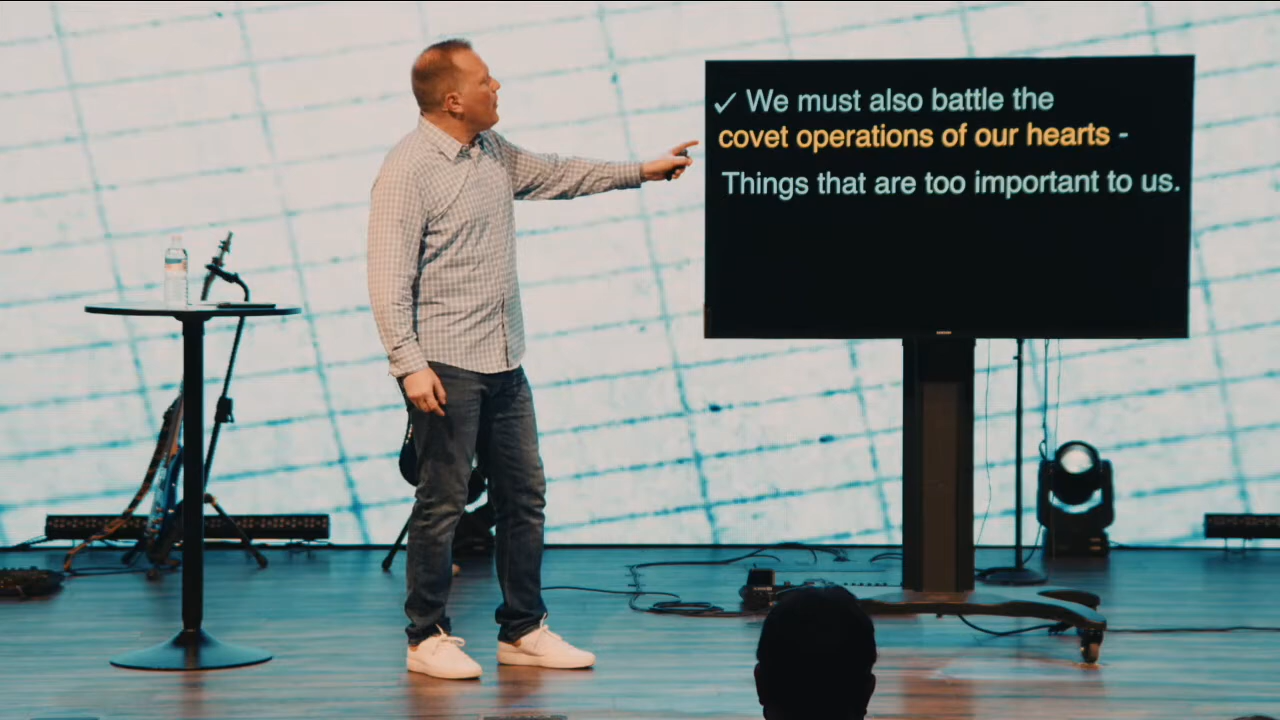 ✓ We must also battle the
covet operations of our hearts -
Things that are too important to us.